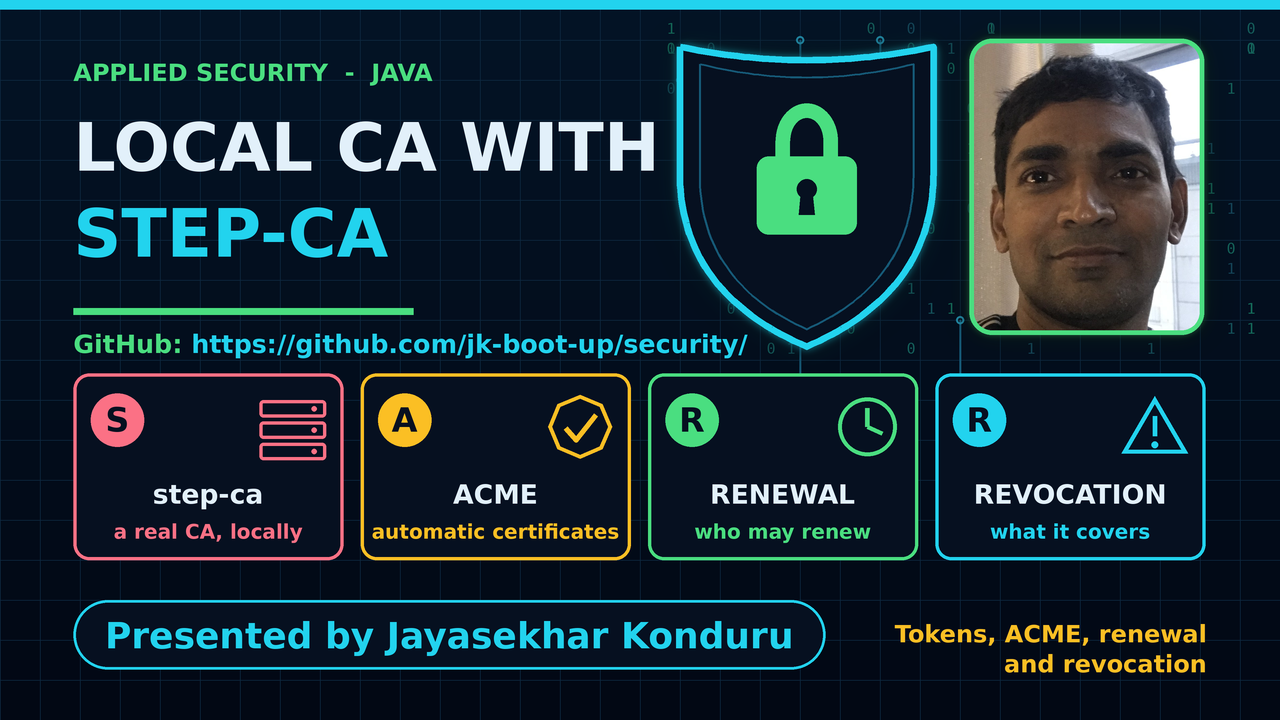 APPLIED SECURITY - JAVA
LOCAL CA WITH
STEP-CA
GitHub: https://github.com/jk-boot-up/security/
S
step-ca
a real CA, locally
A
ACME
automatic certificates
R
RENEWAL
who may renew
R
REVOCATION
what it covers
Presented by Jayasekhar Konduru
Tokens, ACME, renewal
and revocation